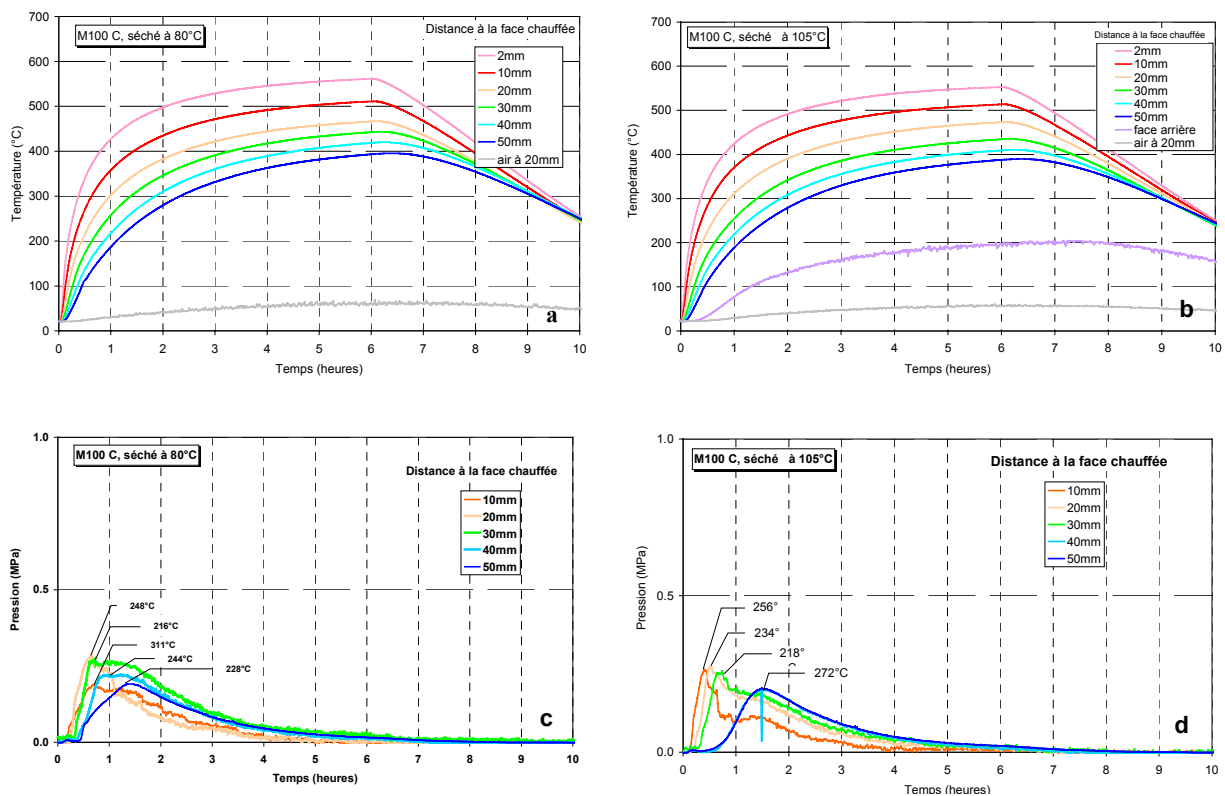 M100 C, séché à 80°C
Distance à la face chauffée
2mm
10mm
20mm
30mm
40mm
50mm
air à 20mm
Température (°C)
700
600
500
400
300
200
100
0
0 1 2 3 4 5 6 7 8 9 10
Temps (heures)
a
M100 C, séché à 105°C
Distance à la face chauffée
2mm
10mm
20mm
30mm
40mm
50mm
face arrière
air à 20mm
Température (°C)
700
600
500
400
300
200
100
0
0 1 2 3 4 5 6 7 8 9 10
Temps (heures)
b
M100 C, séché à 80°C
Distance à la face chauffée
10mm
20mm
30mm
40mm
50mm
Pression (MPa)
1.0
0.5
0.0
248°C
216°C
311°C
244°C
228°C
0 1 2 3 4 5 6 7 8 9 10
Temps (heures)
c
M100 C, séché à 105°C
Distance à la face chauffée
10mm
20mm
30mm
40mm
50mm
Pression (MPa)
1.0
0.5
0.0
256°
234°
218°
272°C
0 1 2 3 4 5 6 7 8 9 10
Temps (heures)
d